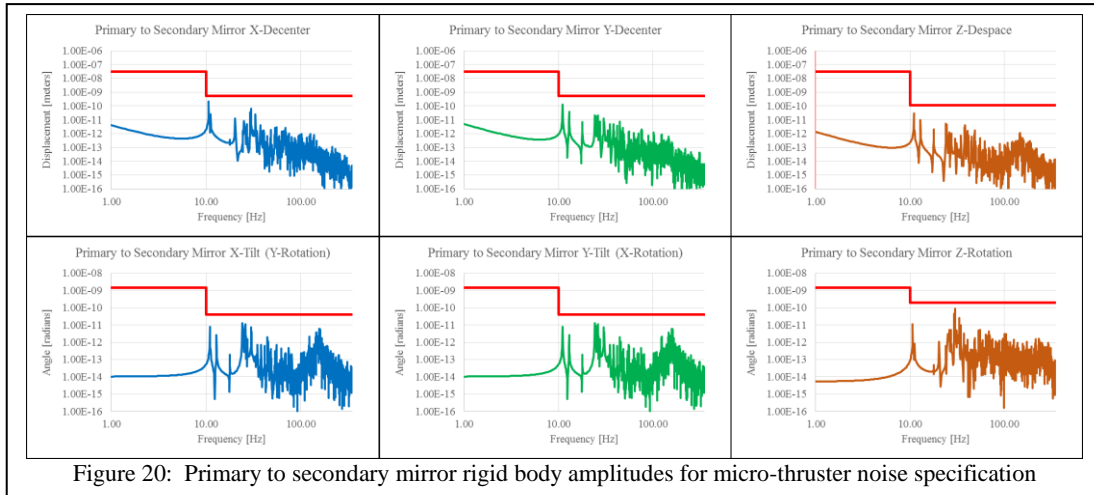 Primary to Secondary Mirror X-Decenter
Displacement [meters]
1.00E-06
1.00E-07
1.00E-08
1.00E-09
1.00E-10
1.00E-11
1.00E-12
1.00E-13
1.00E-14
1.00E-15
1.00E-16
1.00 10.00 100.00
Frequency [Hz]
Primary to Secondary Mirror Y-Decenter
Displacement [meters]
1.00E-06
1.00E-07
1.00E-08
1.00E-09
1.00E-10
1.00E-11
1.00E-12
1.00E-13
1.00E-14
1.00E-15
1.00E-16
1.00 10.00 100.00
Frequency [Hz]
Primary to Secondary Mirror Z-Despace
Displacement [meters]
1.00E-06
1.00E-07
1.00E-08
1.00E-09
1.00E-10
1.00E-11
1.00E-12
1.00E-13
1.00E-14
1.00E-15
1.00E-16
1.00 10.00 100.00
Frequency [Hz]
Primary to Secondary Mirror X-Tilt (Y-Rotation)
Angle [radians]
1.00E-08
1.00E-09
1.00E-10
1.00E-11
1.00E-12
1.00E-13
1.00E-14
1.00E-15
1.00E-16
1.00 10.00 100.00
Frequency [Hz]
Primary to Secondary Mirror Y-Tilt (X-Rotation)
Angle [radians]
1.00E-08
1.00E-09
1.00E-10
1.00E-11
1.00E-12
1.00E-13
1.00E-14
1.00E-15
1.00E-16
1.00 10.00 100.00
Frequency [Hz]
Primary to Secondary Mirror Z-Rotation
Angle [radians]
1.00E-08
1.00E-09
1.00E-10
1.00E-11
1.00E-12
1.00E-13
1.00E-14
1.00E-15
1.00E-16
1.00 10.00 100.00
Frequency [Hz]
Figure 20: Primary to secondary mirror rigid body amplitudes for micro-thruster noise specification